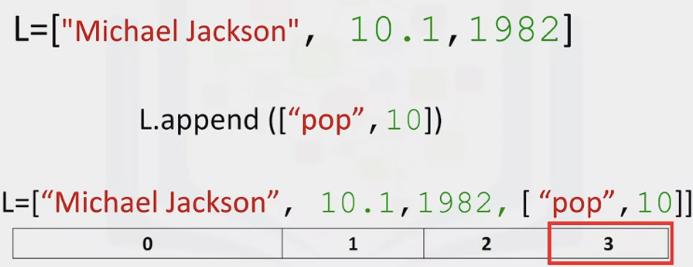 L=["Michael Jackson", 10.1,1982]
L.append (["pop", 10])
L=["Michael Jackson", 10.1,1982, [ "pop", 10]]
0 1 2 3